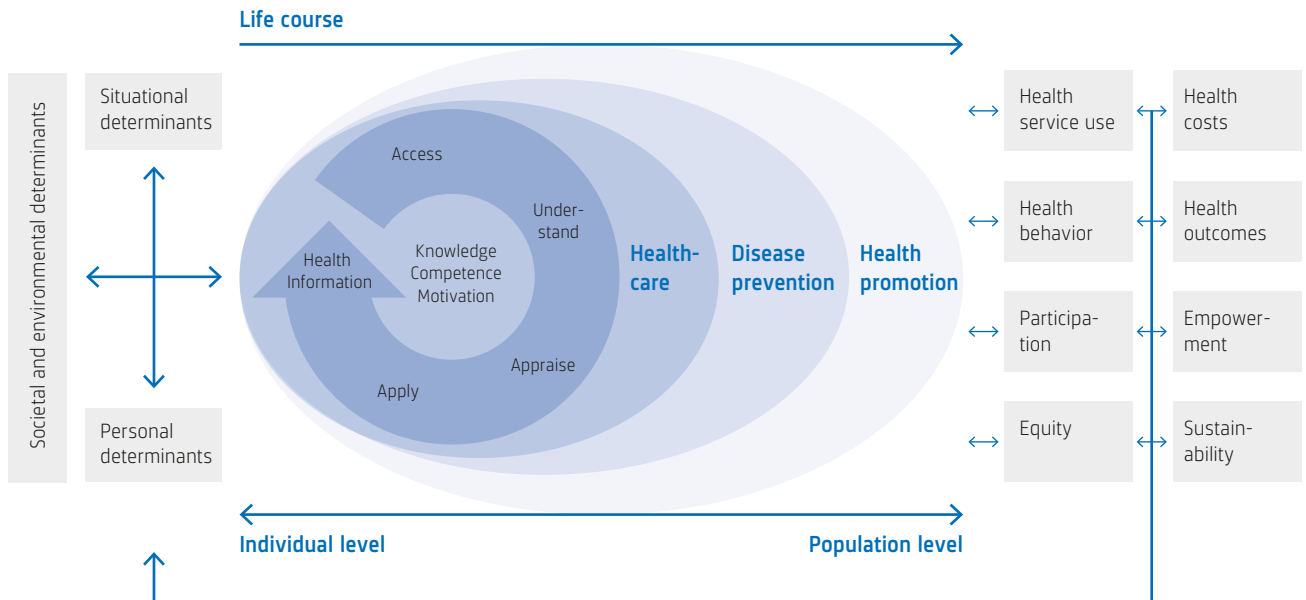 Life course
Societal and environmental determinants
Situational
determinants
Personal
determinants
Access
Under-
stand
Appraise
Apply
Health
Information
Knowledge
Competence
Motivation
Health-
care
Disease
prevention
Health
promotion
Individual level
Population level
Health
service use
Health
costs
Health
behavior
Health
outcomes
Participa-
tion
Empower-
ment
Equity
Sustain-
ability